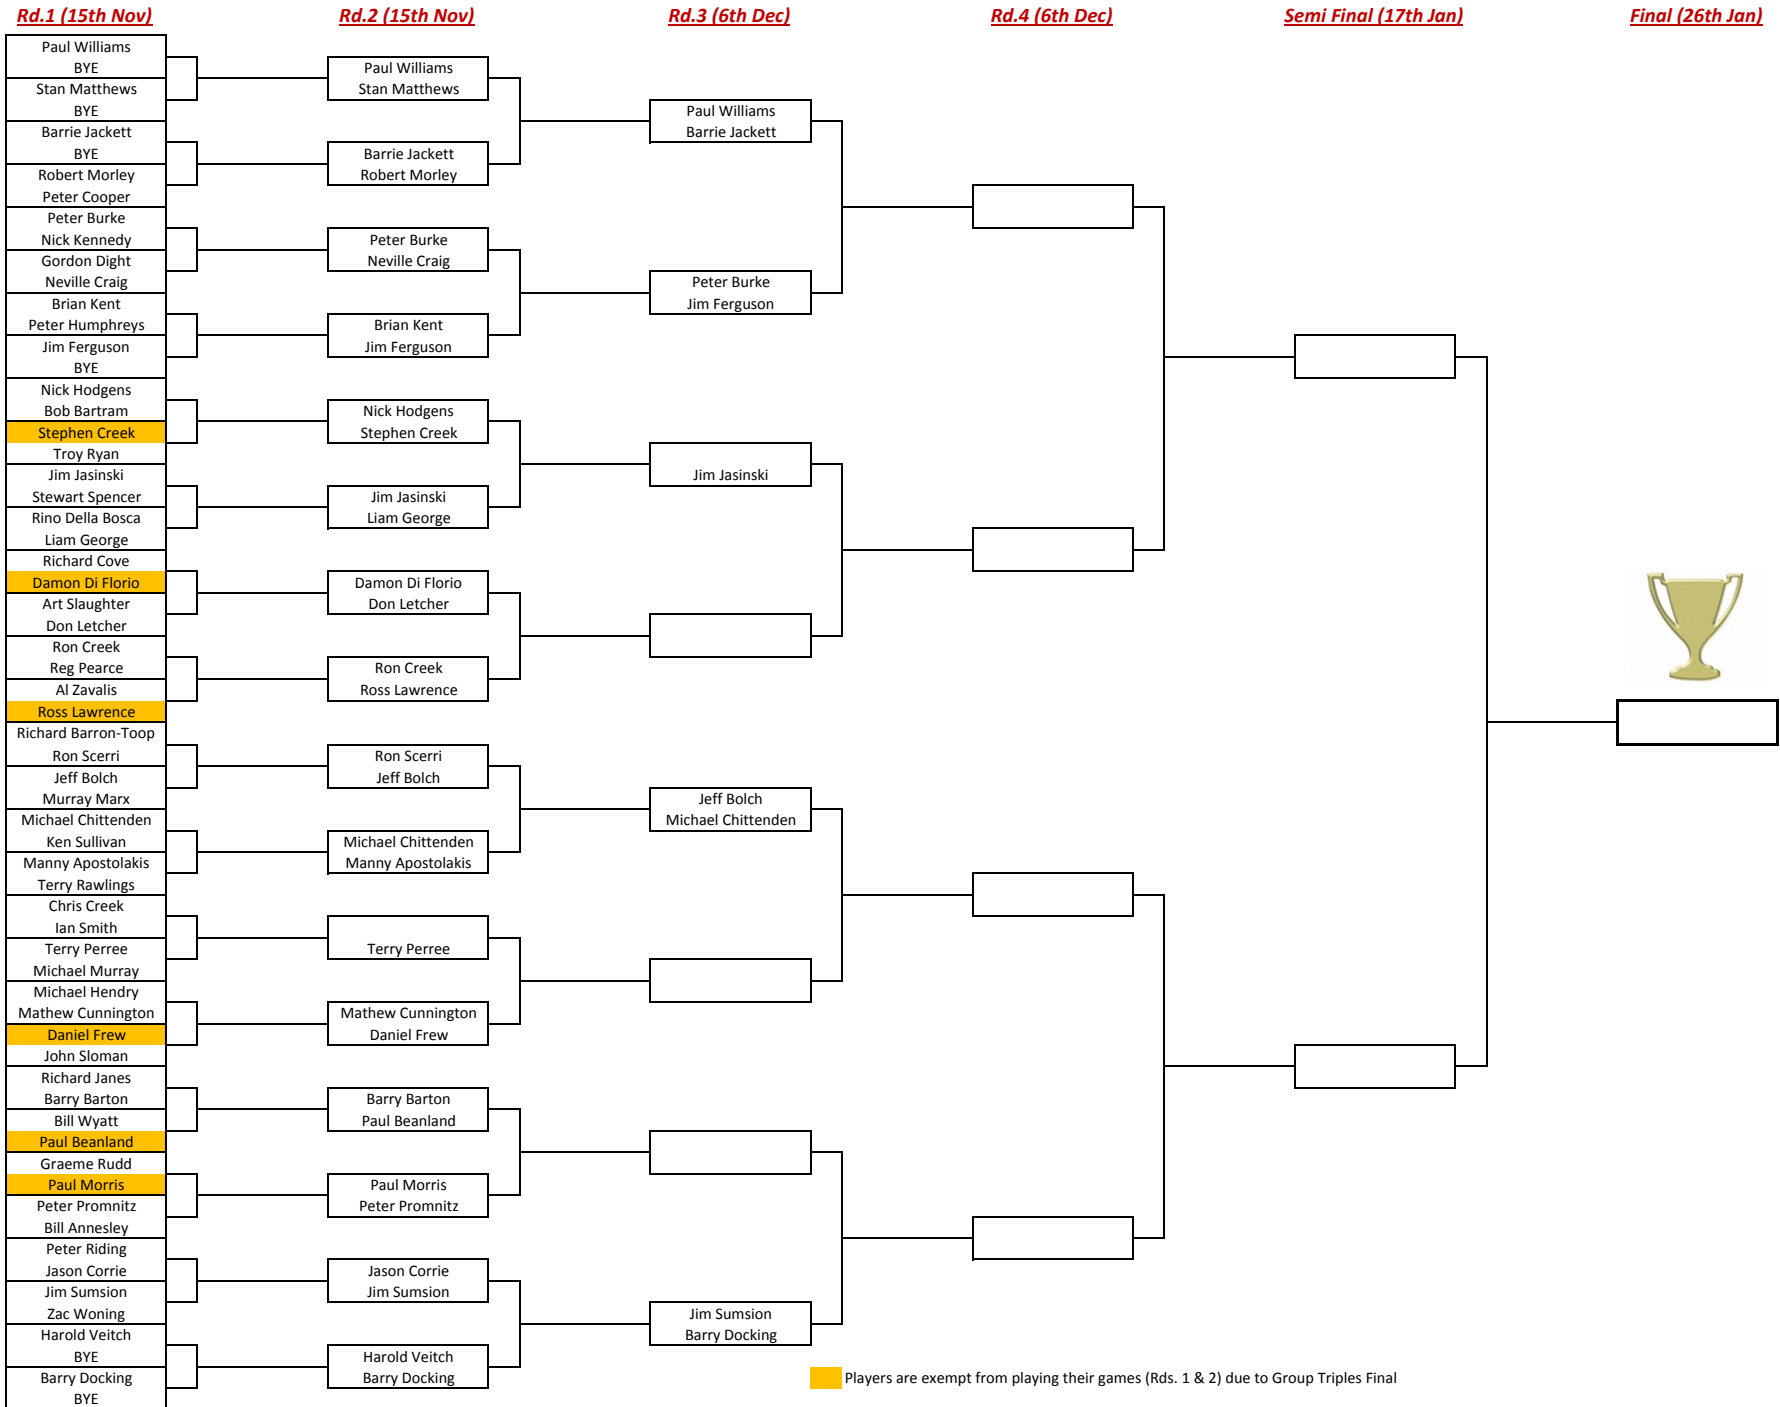 Rd.1 (15th Nov)
Rd.2 (15th Nov)
Rd.3 (6th Dec)
Rd.4 (6th Dec)
Semi Final (17th Jan)
Final (26th Jan)
Paul Williams
BYE
Stan Matthews
BYE
Barrie Jackett
BYE
Robert Morley
Peter Cooper
Peter Burke
Nick Kennedy
Gordon Dight
Neville Craig
Brian Kent
Peter Humphreys
Jim Ferguson
BYE
Nick Hodgens
Bob Bartram
Stephen Creek
Troy Ryan
Jim Jasinski
Stewart Spencer
Rino Della Bosca
Liam George
Richard Cove
Damon Di Florio
Art Slaughter
Don Letcher
Ron Creek
Reg Pearce
Al Zavalis
Ross Lawrence
Richard Barron-Toop
Ron Scerri
Jeff Bolch
Murray Marx
Michael Chittenden
Ken Sullivan
Manny Apostolakis
Terry Rawlings
Chris Creek
Ian Smith
Terry Perree
Michael Murray
Michael Hendry
Mathew Cunnington
Daniel Frew
John Sloman
Richard Janes
Barry Barton
Bill Wyatt
Paul Beanland
Graeme Rudd
Paul Morris
Peter Promnitz
Bill Annesley
Peter Riding
Jason Corrie
Jim Sumsion
Zac Woning
Harold Veitch
BYE
Barry Docking
BYE
Paul Williams
Stan Matthews
Barrie Jackett
Robert Morley
Peter Burke
Neville Craig
Brian Kent
Jim Ferguson
Nick Hodgens
Stephen Creek
Jim Jasinski
Liam George
Damon Di Florio
Don Letcher
Ron Creek
Ross Lawrence
Ron Scerri
Jeff Bolch
Michael Chittenden
Manny Apostolakis
Terry Perree
Mathew Cunnington
Daniel Frew
Barry Barton
Paul Beanland
Paul Morris
Peter Promnitz
Jason Corrie
Jim Sumsion
Harold Veitch
Barry Docking
Paul Williams
Barrie Jackett
Peter Burke
Jim Ferguson
Jim Jasinski
Jeff Bolch
Michael Chittenden
Jim Sumsion
Barry Docking
Players are exempt from playing their games (Rds. 1 & 2) due to Group Triples Final